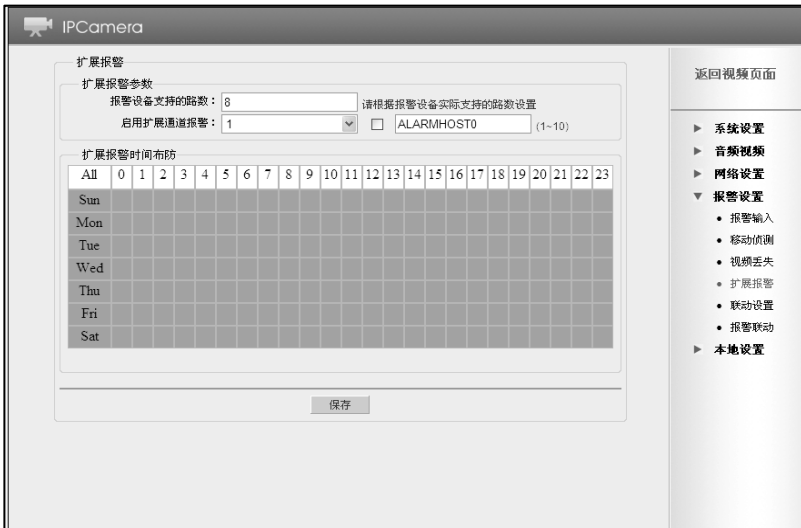 IPCamera
扩展报警
扩展报警参数
报警设备支持的路数： 8 请根据报警设备实际支持的路数设置
启用扩展通道报警： 1 ALARMHOST0 (1~10)
扩展报警时间布防
All 0 1 2 3 4 5 6 7 8 9 10 11 12 13 14 15 16 17 18 19 20 21 22 23
Sun
Mon
Tue
Wed
Thu
Fri
Sat
保存
返回视频页面
系统设置
音频视频
网络设置
报警设置
报警输入
移动侦测
视频丢失
扩展报警
联动设置
报警联动
本地设置